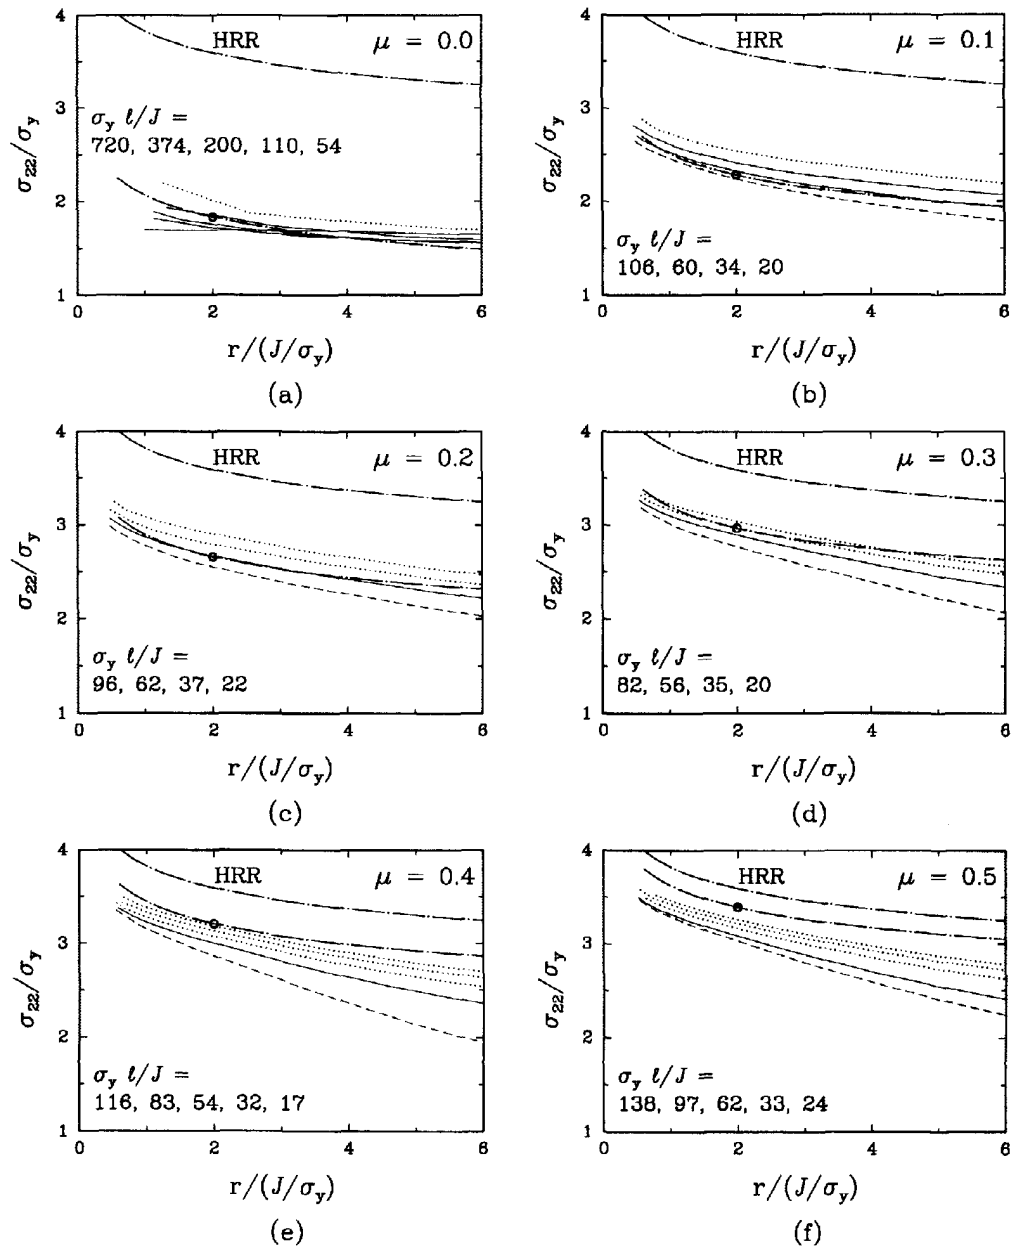 4
3
2
1
σ₂₂/σy
HRR
μ = 0.0
σy ℓ/J =
720, 374, 200, 110, 54
0 2 4 6
r/(J/σy)
(a)
4
3
2
1
σ₂₂/σy
HRR
μ = 0.1
σy ℓ/J =
106, 60, 34, 20
0 2 4 6
r/(J/σy)
(b)
4
3
2
1
σ₂₂/σy
HRR
μ = 0.2
σy ℓ/J =
96, 62, 37, 22
0 2 4 6
r/(J/σy)
(c)
4
3
2
1
σ₂₂/σy
HRR
μ = 0.3
σy ℓ/J =
82, 56, 35, 20
0 2 4 6
r/(J/σy)
(d)
4
3
2
1
σ₂₂/σy
HRR
μ = 0.4
σy ℓ/J =
116, 83, 54, 32, 17
0 2 4 6
r/(J/σy)
(e)
4
3
2
1
σ₂₂/σy
HRR
μ = 0.5
σy ℓ/J =
138, 97, 62, 33, 24
0 2 4 6
r/(J/σy)
(f)